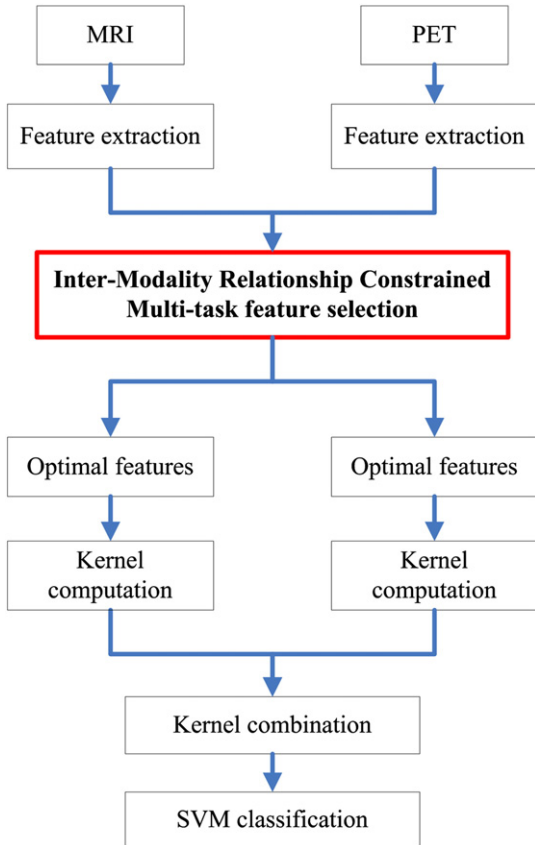 MRI
PET
Feature extraction
Feature extraction
Inter-Modality Relationship Constrained
Multi-task feature selection
Optimal features
Optimal features
Kernel
computation
Kernel
computation
Kernel combination
SVM classification